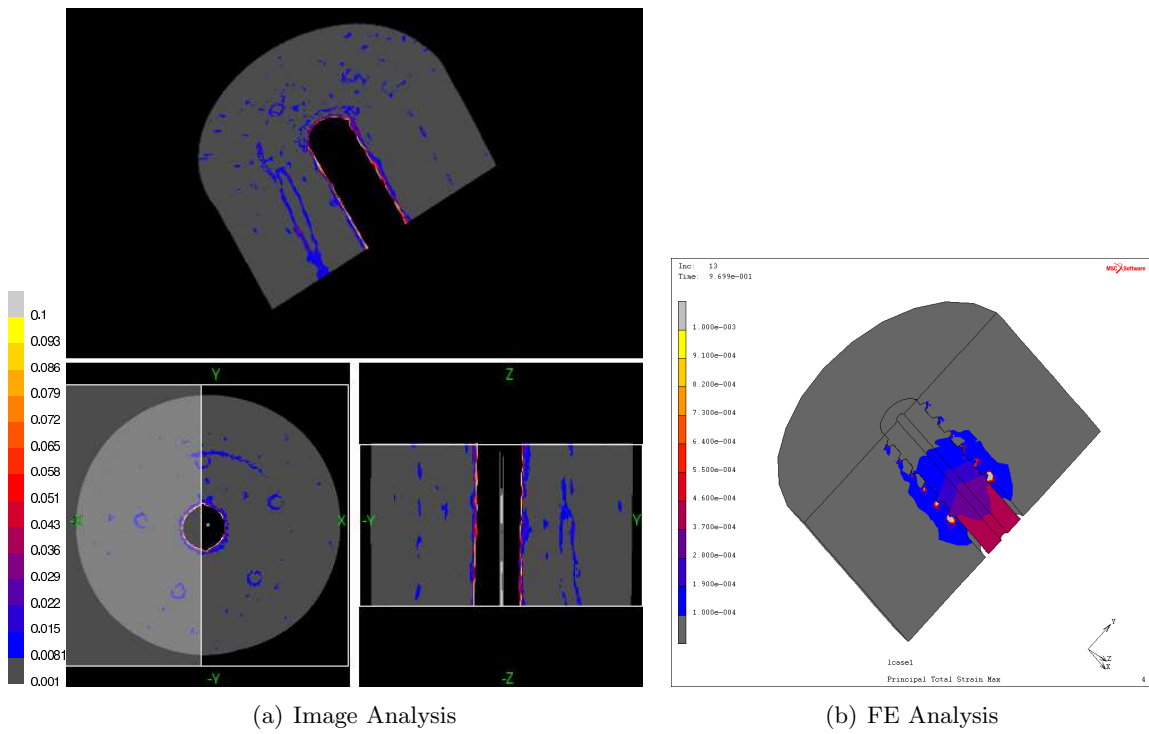 Y
-X
X
-Y
Z
-Y
Y
-Z
0.1
0.093
0.086
0.079
0.072
0.065
0.058
0.051
0.043
0.036
0.029
0.022
0.015
0.0081
0.001
(a) Image Analysis
Inc: 13
Time: 9.699e-001
MSC Software
1.000e-003
9.100e-004
8.200e-004
7.300e-004
6.400e-004
5.500e-004
4.600e-004
3.700e-004
2.800e-004
1.900e-004
1.000e-004
Y
Z
X
lcase1
Principal Total Strain Max
4
(b) FE Analysis